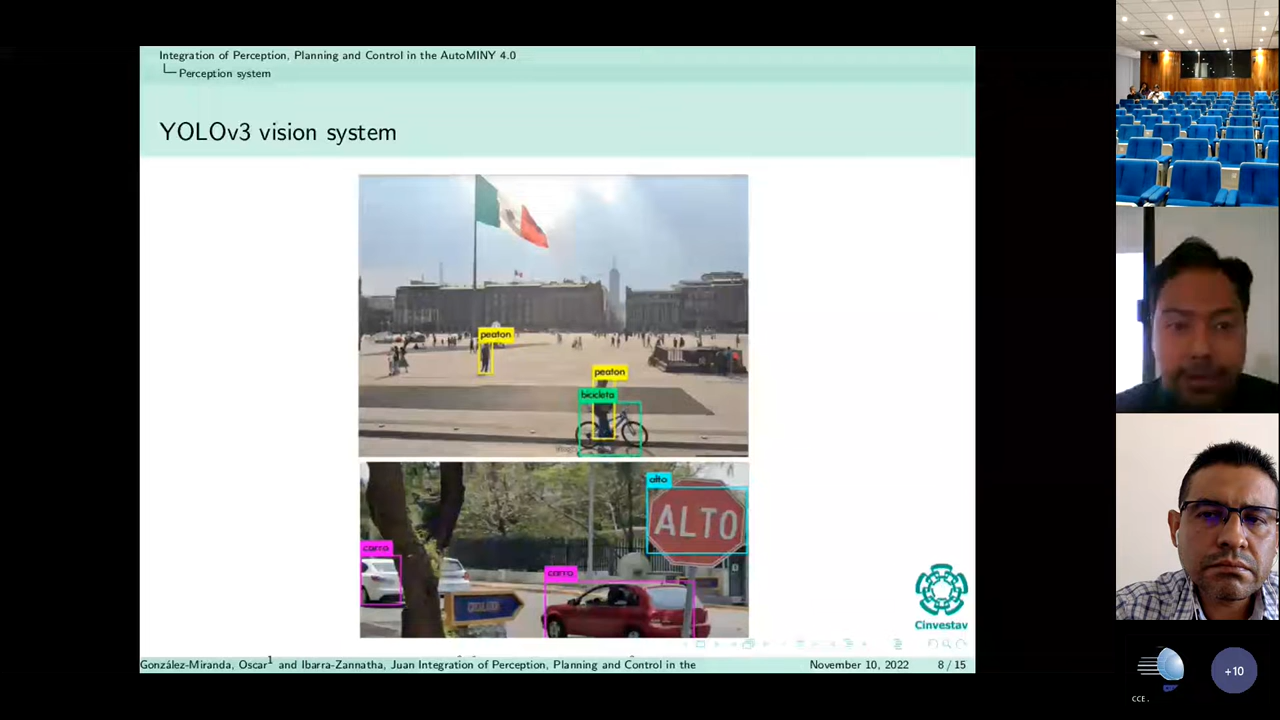 Integration of Perception, Planning and Control in the AutoMINY 4.0
Perception system
YOLOv3 vision system
peaton
peaton
bicicleta
alto
ALTO
carro
carro
Cinvestav
González-Miranda, Oscar1 and Ibarra-Zannatha, Juan Integration of Perception, Planning and Control in the
November 10, 2022
8 / 15
+10
CCE.